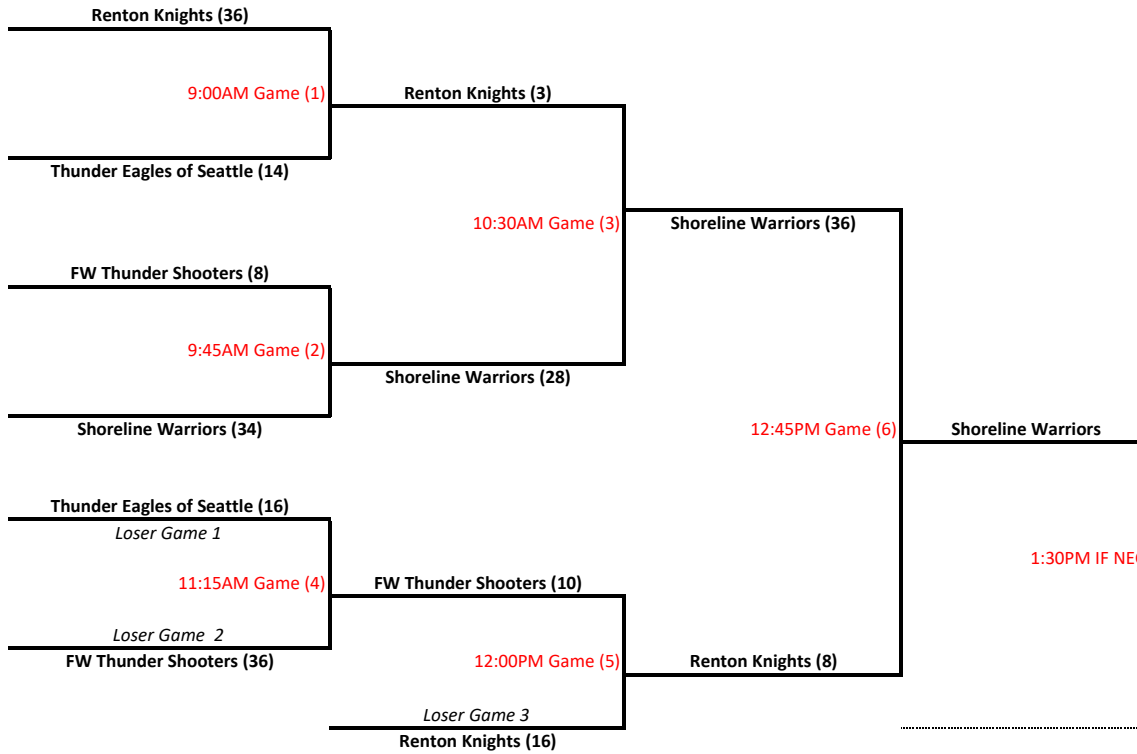 Renton Knights (36)
9:00AM Game (1)
Renton Knights (3)
Thunder Eagles of Seattle (14)
10:30AM Game (3)
Shoreline Warriors (36)
FW Thunder Shooters (8)
9:45AM Game (2)
Shoreline Warriors (28)
Shoreline Warriors (34)
12:45PM Game (6)
Shoreline Warriors
Thunder Eagles of Seattle (16)
Loser Game 1
11:15AM Game (4)
FW Thunder Shooters (10)
1:30PM IF NE
Loser Game  2
FW Thunder Shooters (36)
12:00PM Game (5)
Renton Knights (8)
Loser Game 3
Renton Knights (16)